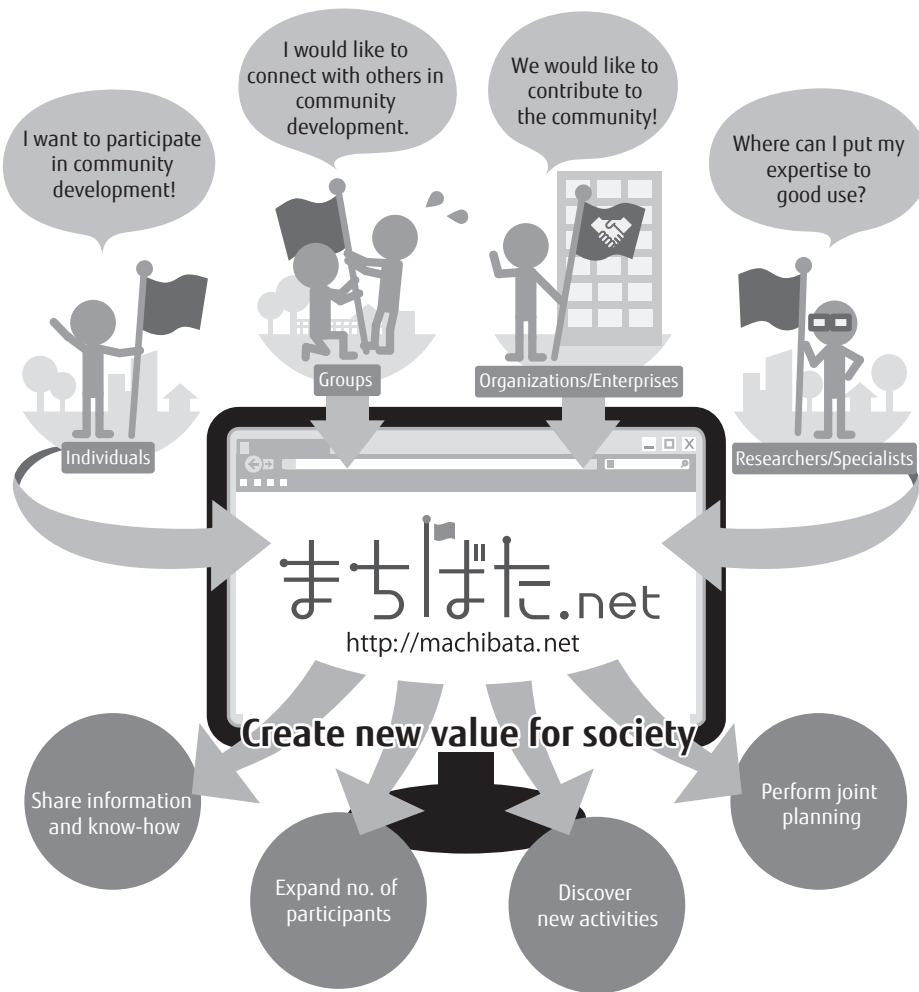 I want to participate
in community
development!
I would like to
connect with others in
community
development.
We would like to
contribute to
the community!
Where can I put my
expertise to
good use?
Individuals
Groups
Organizations/Enterprises
Researchers/Specialists
X
まちばた.net
http://machibata.net
Create new value for society
Share information
and know-how
Expand no. of
participants
Discover
new activities
Perform joint
planning